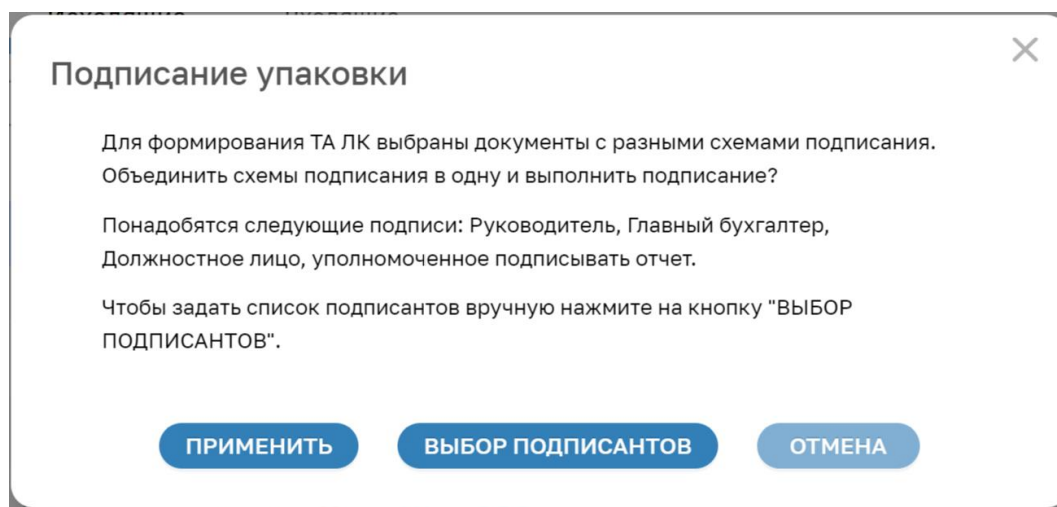 Подписание упаковки
Для формирования ТА ЛК выбраны документы с разными схемами подписания.
Объединить схемы подписания в одну и выполнить подписание?
Понадобятся следующие подписи: Руководитель, Главный бухгалтер,
Должностное лицо, уполномоченное подписывать отчет.
Чтобы задать список подписантов вручную нажмите на кнопку "ВЫБОР
ПОДПИСАНТОВ".
ПРИМЕНИТЬ ВЫБОР ПОДПИСАНТОВ ОТМЕНА